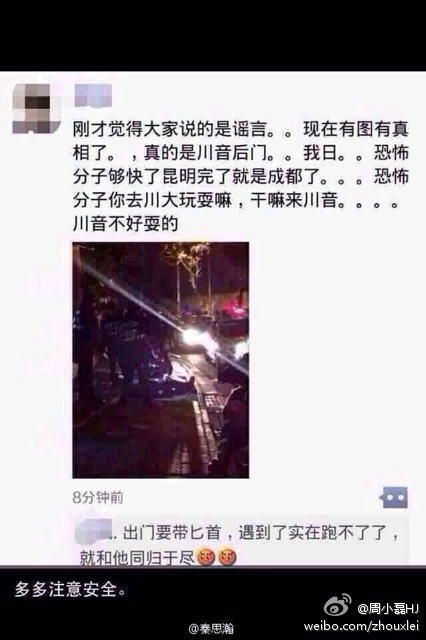 刚才觉得大家说的是谣言。。现在有图有真
相了。，真的是川音后门。。我日。。恐怖
分子够快了昆明完了就是成都了。。。恐怖
分子你去川大玩耍嘛，干嘛来川音。。。。
川音不好耍的
8分钟前
. 出门要带匕首，遇到了实在跑不了了，
就和他同归于尽
多多注意安全。
@秦思瀚
@周小磊HJ
weibo.com/zhouxlei